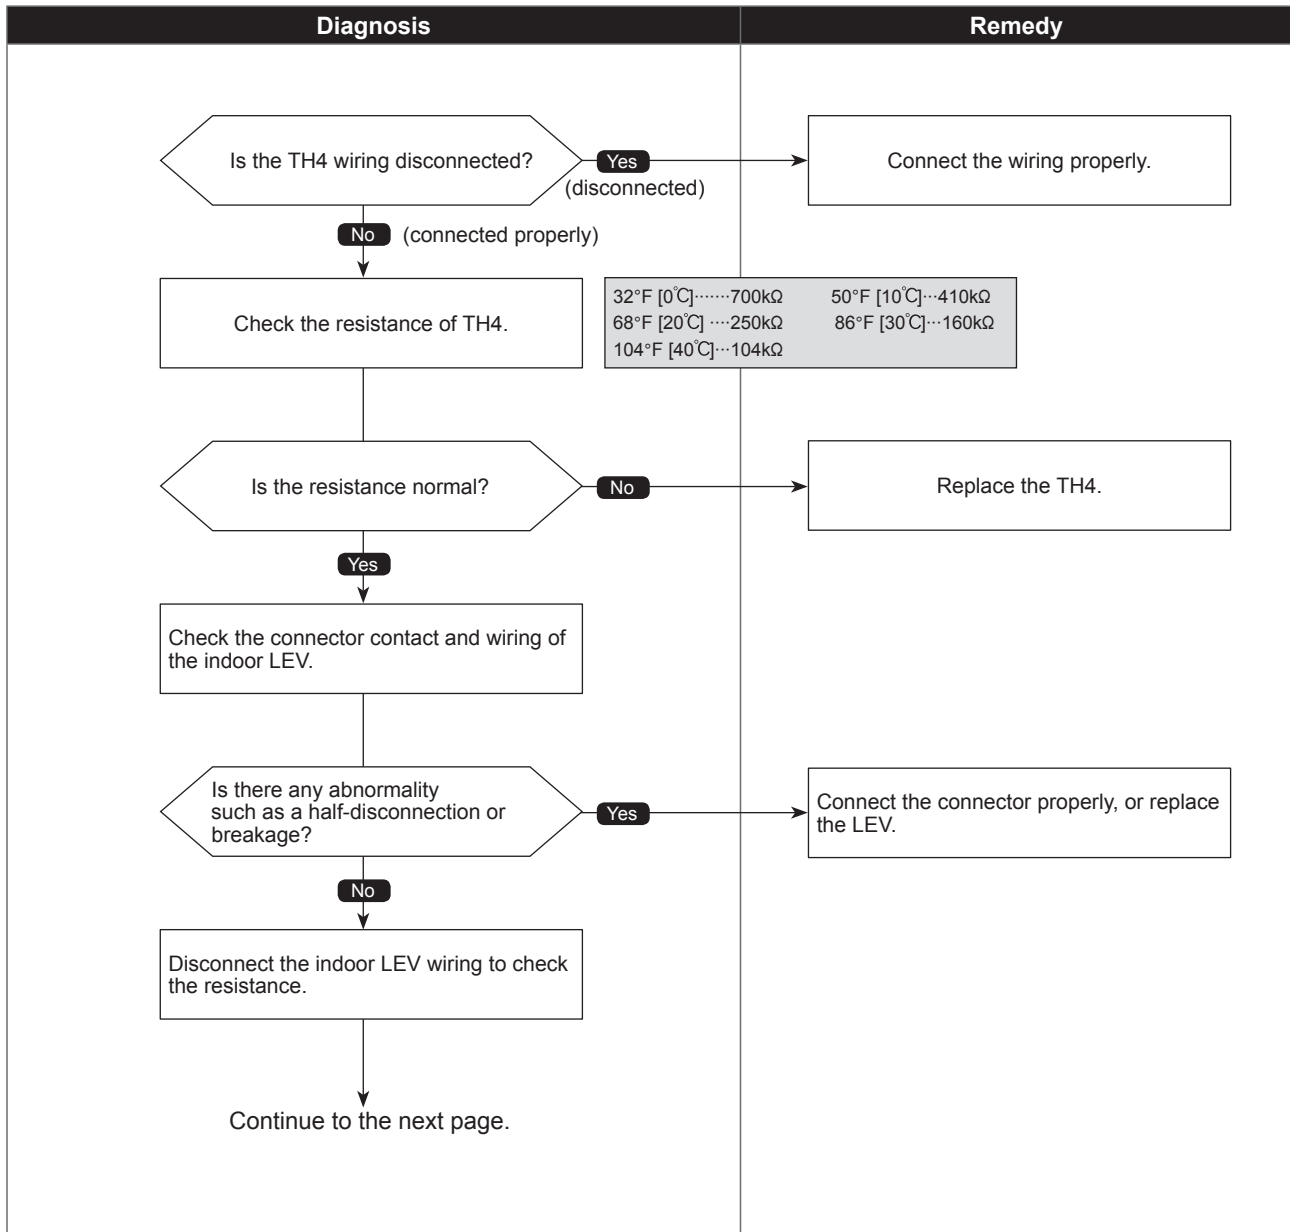 Diagnosis
Remedy
Is the TH4 wiring disconnected?
Yes
(disconnected)
Connect the wiring properly.
No (connected properly)
Check the resistance of TH4.
32°F [0℃]·······700kΩ 50°F [10℃]···410kΩ
68°F [20℃] ····250kΩ 86°F [30℃]···160kΩ
104°F [40℃]···104kΩ
Is the resistance normal?
No
Replace the TH4.
Yes
Check the connector contact and wiring of
the indoor LEV.
Is there any abnormality
such as a half-disconnection or
breakage?
Yes
Connect the connector properly, or replace
the LEV.
No
Disconnect the indoor LEV wiring to check
the resistance.
Continue to the next page.